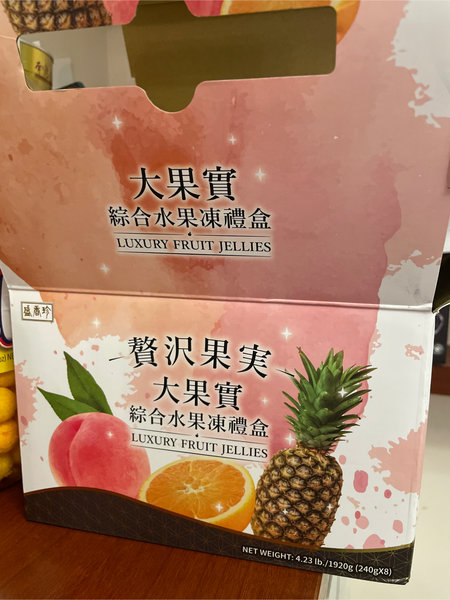 大果實
綜合水果凍禮盒
LUXURY FRUIT JELLIES
盛香珍
贅沢果実
大果實
綜合水果凍禮盒
LUXURY FRUIT JELLIES
NET WEIGHT: 4.23 lb./1920g (240gX8)